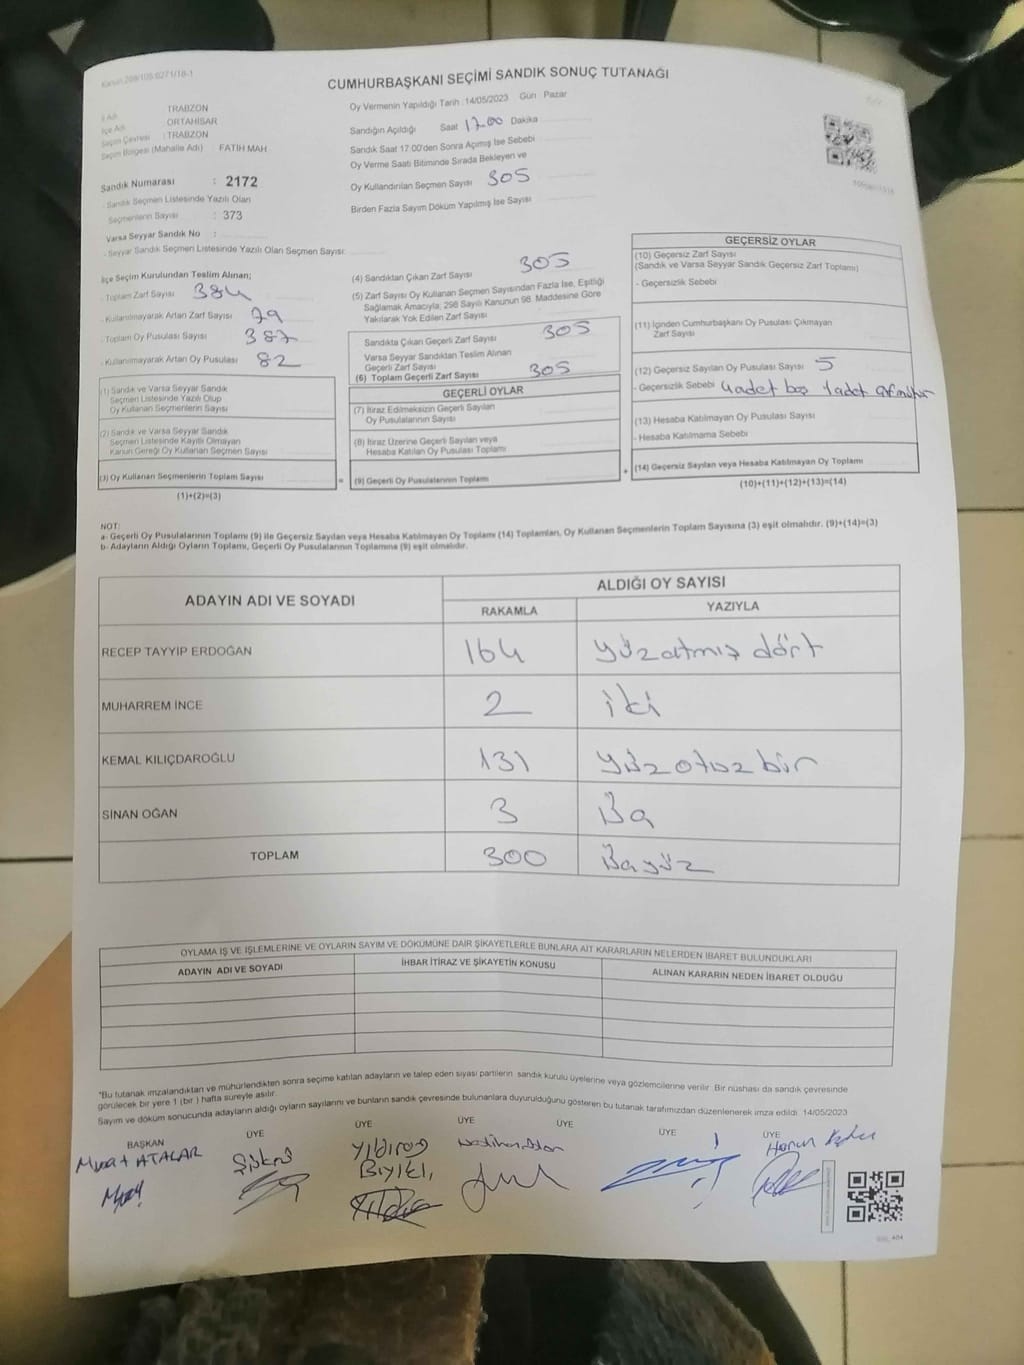 Kanun 298/105 0271/18-1
CUMHURBAŞKANI SEÇİMİ SANDIK SONUÇ TUTANAĞI
İl Adı : TRABZON
İlçe Adı : ORTAHİSAR
Seçim Çevresi : TRABZON
Seçim Bölgesi (Mahalle Adı) : FATİH MAH
Sandık Numarası : 2172
- Sandık Seçmen Listesinde Yazılı Olan
Seçmenlerin Sayısı : 373
Varsa Seyyar Sandık No :
- Seyyar Sandık Seçmen Listesinde Yazılı Olan Seçmen Sayısı:
Oy Vermenin Yapıldığı Tarih :14/05/2023 Gün Pazar
Sandığın Açıldığı Saat 17.00 Dakika
Sandık Saat 17:00'den Sonra Açımış İse Sebebi
Oy Verme Saati Bitiminde Sırada Bekleyen ve
Oy Kullandırılan Seçmen Sayısı 305
Birden Fazla Sayım Döküm Yapılmış İse Sayısı
İlçe Seçim Kurulundan Teslim Alınan;
- Toplam Zarf Sayısı 384
- Kullanılmayarak Artan Zarf Sayısı 79
- Toplam Oy Pusulası Sayısı 387
- Kullanılmayarak Artan Oy Pusulası 82
(1) Sandık ve Varsa Seyyar Sandık
Seçmen Listesinde Yazılı Olup
Oy Kullanan Seçmenlerin Sayısı
(2) Sandık ve Varsa Seyyar Sandık
Seçmen Listesinde Kayıtlı Olmayan
Kanun Gereği Oy Kullanan Seçmen Sayısı
(3) Oy Kullanan Seçmenlerin Toplam Sayısı
(1)+(2)=(3)
(4) Sandıktan Çıkan Zarf Sayısı 305
(5) Zarf Sayısı Oy Kullanan Seçmen Sayısından Fazla İse, Eşitliği
Sağlamak Amacıyla; 298 Sayılı Kanunun 98. Maddesine Göre
Yakılarak Yok Edilen Zarf Sayısı
Sandıkta Çıkan Geçerli Zarf Sayısı 305
Varsa Seyyar Sandıktan Teslim Alınan
Geçerli Zarf Sayısı
(6) Toplam Geçerli Zarf Sayısı 305
GEÇERLİ OYLAR
(7) İtiraz Edilmeksizin Geçerli Sayılan
Oy Pusulalarının Sayısı
(8) İtiraz Üzerine Geçerli Sayılan veya
Hesaba Katılan Oy Pusulası Toplamı
= (9) Geçerli Oy Pusulalarının Toplamı +
GEÇERSİZ OYLAR
(10) Geçersiz Zarf Sayısı
(Sandık ve Varsa Seyyar Sandık Geçersiz Zarf Toplamı)
- Geçersizlik Sebebi
(11) İçinden Cumhurbaşkanı Oy Pusulası Çıkmayan
Zarf Sayısı
(12) Geçersiz Sayılan Oy Pusulası Sayısı 5
- Geçersizlik Sebebi 4 adet boş 1 adet
(13) Hesaba Katılmayan Oy Pusulası Sayısı
- Hesaba Katılmama Sebebi
(14) Geçersiz Sayılan veya Hesaba Katılmayan Oy Toplamı
(10)+(11)+(12)+(13)=(14)
NOT:
a- Geçerli Oy Pusulalarının Toplamı (9) ile Geçersiz Sayılan veya Hesaba Katılmayan Oy Toplamı (14) Toplamları, Oy Kullanan Seçmenlerin Toplam Sayısına (3) eşit olmalıdır. (9)+(14)=(3)
b- Adayların Aldığı Oyların Toplamı, Geçerli Oy Pusulalarının Toplamına (9) eşit olmalıdır.
ADAYIN ADI VE SOYADI
ALDIĞI OY SAYISI
RAKAMLA YAZIYLA
RECEP TAYYIP ERDOĞAN 164 yüzatmış dört
MUHARREM İNCE 2 iki
KEMAL KILIÇDAROĞLU 131 yüzotuzbir
SİNAN OĞAN 3 üç
TOPLAM 300 üçyüz
OYLAMA İŞ VE İŞLEMLERINE VE OYLARIN SAYIM VE DÖKÜMÜNE DAİR ŞİKAYETLERLE BUNLARA AİT KARARLARIN NELERDEN İBARET BULUNDUKLARI
ADAYIN ADI VE SOYADI İHBAR İTİRAZ VE ŞİKAYETİN KONUSU ALINAN KARARIN NEDEN İBARET OLDUĞU
*Bu tutanak imzalandıktan ve mühürlendikten sonra seçime katılan adayların ve talep eden siyasi partilerin sandık kurulu üyelerine veya gözlemcilerine verilir. Bir nüshası da sandık çevresinde
görülecek bir yere 1 (bir ) hafta süreyle asılır.
Sayım ve döküm sonucunda adayların aldığı oyların sayılarını ve bunların sandık çevresinde bulunanlara duyurulduğunu gösteren bu tutanak tarafımızdan düzenlenerek imza edildi. 14/05/2023
BAŞKAN ÜYE ÜYE ÜYE ÜYE ÜYE ÜYE
Murat ATALAR
Yıldıray
BIYIKLI
Harun